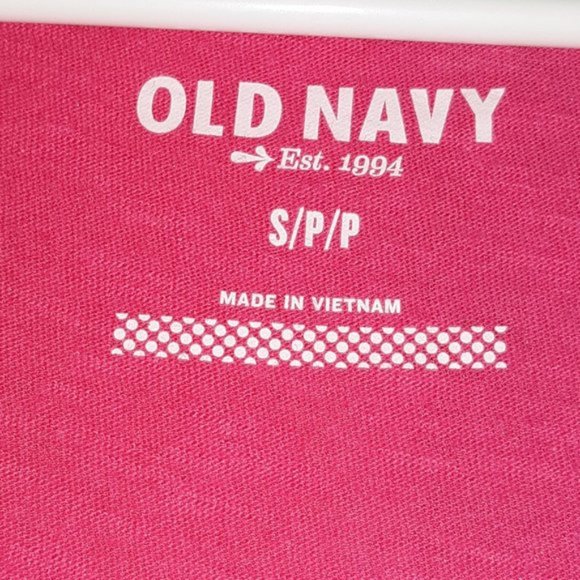 OLD NAVY
Est. 1994
S/P/P
MADE IN VIETNAM